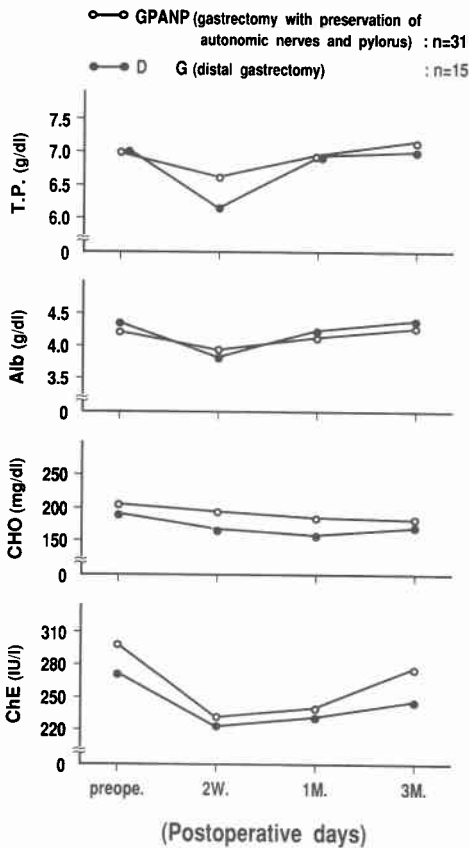 GPANP (gastrectomy with preservation of
autonomic nerves and pylorus) : n=31
D G (distal gastrectomy) : n=15
T.P. (g/dl)
7.5
7.0
6.5
6.0
0
Alb (g/dl)
4.5
4.0
3.5
0
CHO (mg/dl)
250
200
150
0
ChE (IU/l)
310
280
250
220
0
preope. 2W. 1M. 3M.
(Postoperative days)